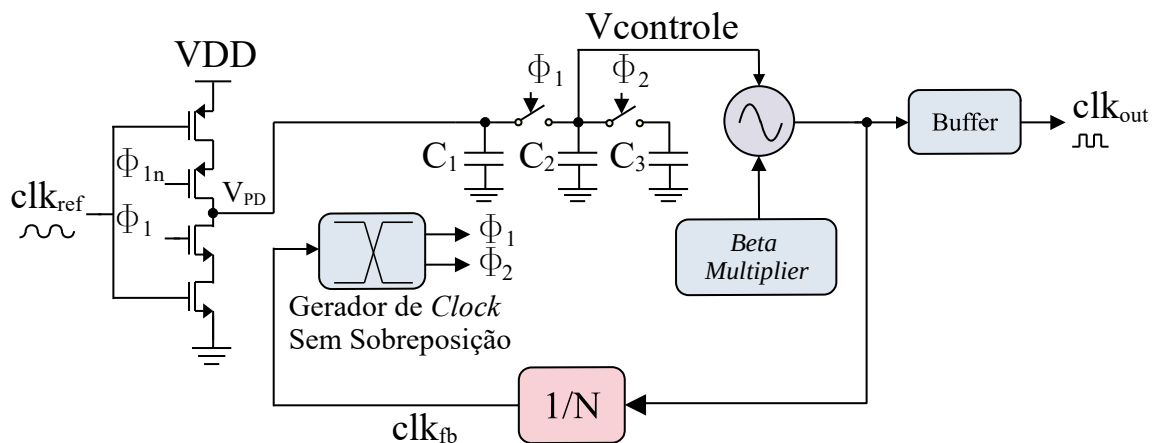 Vcontrole
VDD
Φ1
Φ2
clkout
Buffer
C1
C2
C3
Φ1n
VPD
clkref
Φ1
Φ1
Φ2
Beta
Multiplier
Gerador de Clock
Sem Sobreposição
1/N
clkfb